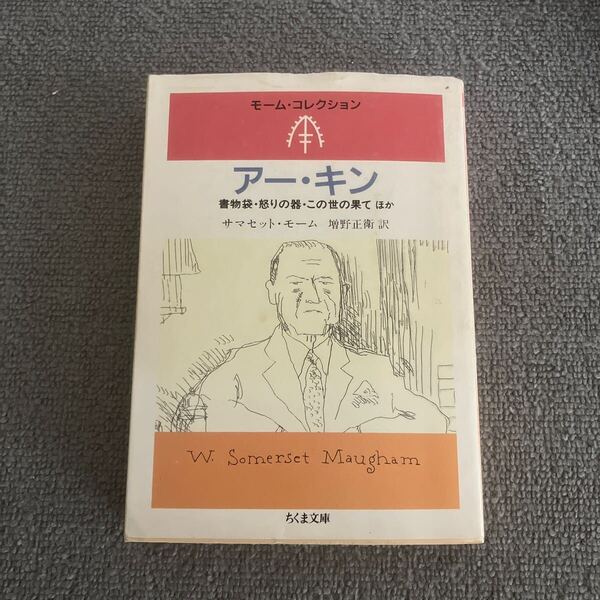 モーム・コレクション
アー・キン
書物袋・怒りの器・この世の果て ほか
サマセット・モーム 増野正衛 訳
W. Somerset Maugham
ちくま文庫